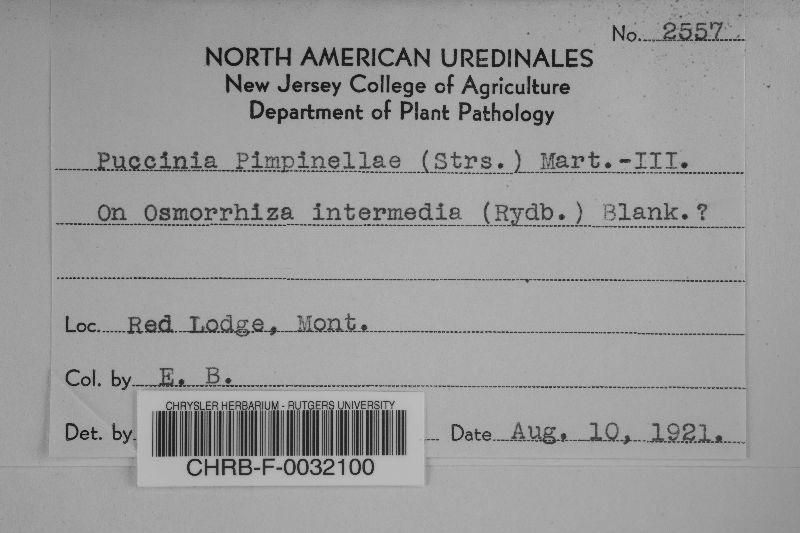 No. 2557
NORTH AMERICAN UREDINALES
New Jersey College of Agriculture
Department of Plant Pathology
Puccinia Pimpinellae (Strs.) Mart.-III.
On Osmorrhiza intermedia (Rydb.) Blank.?
Loc. Red Lodge, Mont.
Col. by E. B.
CHRYSLER HERBARIUM - RUTGERS UNIVERSITY
Det. by
Date Aug. 10, 1921.
CHRB-F-0032100